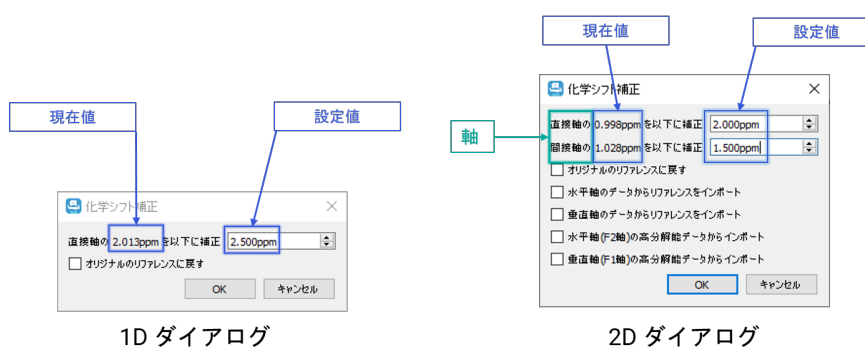 現在値
設定値
化学シフト補正
直接軸の 2.013ppm を以下に補正 2.500ppm
オリジナルのリファレンスに戻す
OK キャンセル
1D ダイアログ
現在値
設定値
軸
化学シフト補正
直接軸の 0.998ppm を以下に補正 2.000ppm
間接軸の 1.028ppm を以下に補正 1.500ppm
オリジナルのリファレンスに戻す
水平軸のデータからリファレンスをインポート
垂直軸のデータからリファレンスをインポート
水平軸(F2軸)の高分解能データからインポート
垂直軸(F1軸)の高分解能データからインポート
OK キャンセル
2D ダイアログ